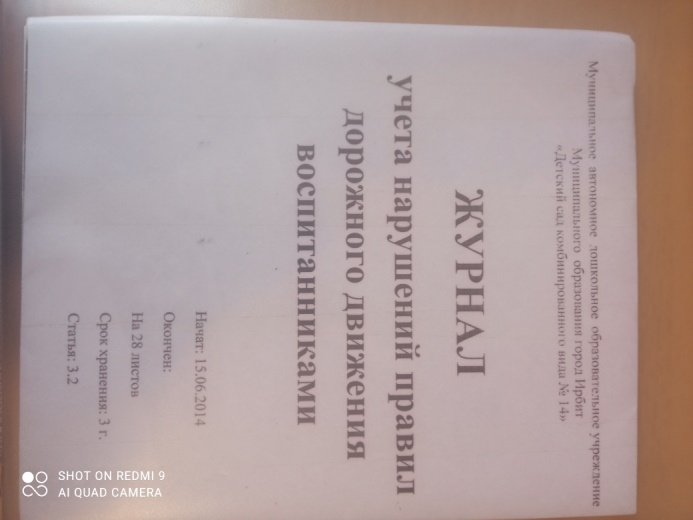 Муниципальное автономное дошкольное образовательное учреждение
Муниципального образования город Ирбит
«Детский сад комбинированного вида № 14»
ЖУРНАЛ
учета нарушений правил
дорожного движения
воспитанниками
Начат: 15.06.2014
Окончен:
На 28 листов
Срок хранения: 3 г.
Статья: 3.2
SHOT ON REDMI 9
AI QUAD CAMERA